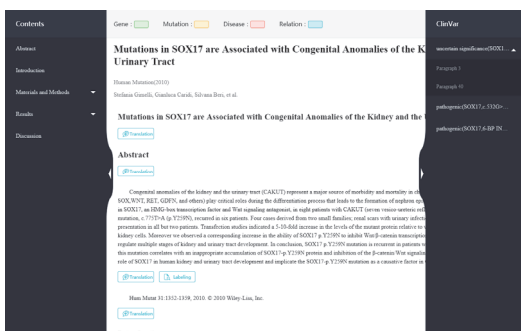 Contents
Abstract
Introduction
Materials and Methods
Results
Discussion
Gene :
Mutation :
Disease :
Relation :
Mutations in SOX17 are Associated with Congenital Anomalies of the K
Urinary Tract
Human Mutation(2010)
Stefania Gimelli, Gianluca Caridi, Silvana Beri, et al.
Mutations in SOX17 are Associated with Congenital Anomalies of the Kidney and the
Translation
Abstract
Translation
Congenital anomalies of the kidney and the urinary tract (CAKUT) represent a major source of morbidity and mortality in
SOX,WNT, RET, GDFN, and others) play critical roles during the differentiation process that leads to the formation of nephron
in SOX17, an HMG-box transcription factor and Wnt signaling antagonist, in eight patients with CAKUT (seven vesico-ureteric
mutation, c.775T>A (p.Y259N), recurred in six patients. Four cases derived from two small families; renal scars with urinary
presentation in all but two patients. Transfection studies indicated a 5-10-fold increase in the levels of the mutant protein relative to
kidney cells. Moreover we observed a corresponding increase in the ability of SOX17 p.Y259N to inhibit Wnt/β-catenin
regulate multiple stages of kidney and urinary tract development. In conclusion, SOX17 p.Y259N mutation is recurrent in patients
this mutation correlates with an inappropriate accumulation of SOX17-p.Y259N protein and inhibition of the β-catenin/Wnt
role of SOX17 in human kidney and urinary tract development and implicate the SOX17-p.Y259N mutation as a causative factor in
Translation
Labeling
Hum Mutat 31:1352-1359, 2010. © 2010 Wiley-Liss, Inc.
Translation
ClinVar
uncertain significance(SOX1...
Paragraph 3
pathogenic(SOX17,c.532G>...
pathogenic(SOX17,6-BP IN...